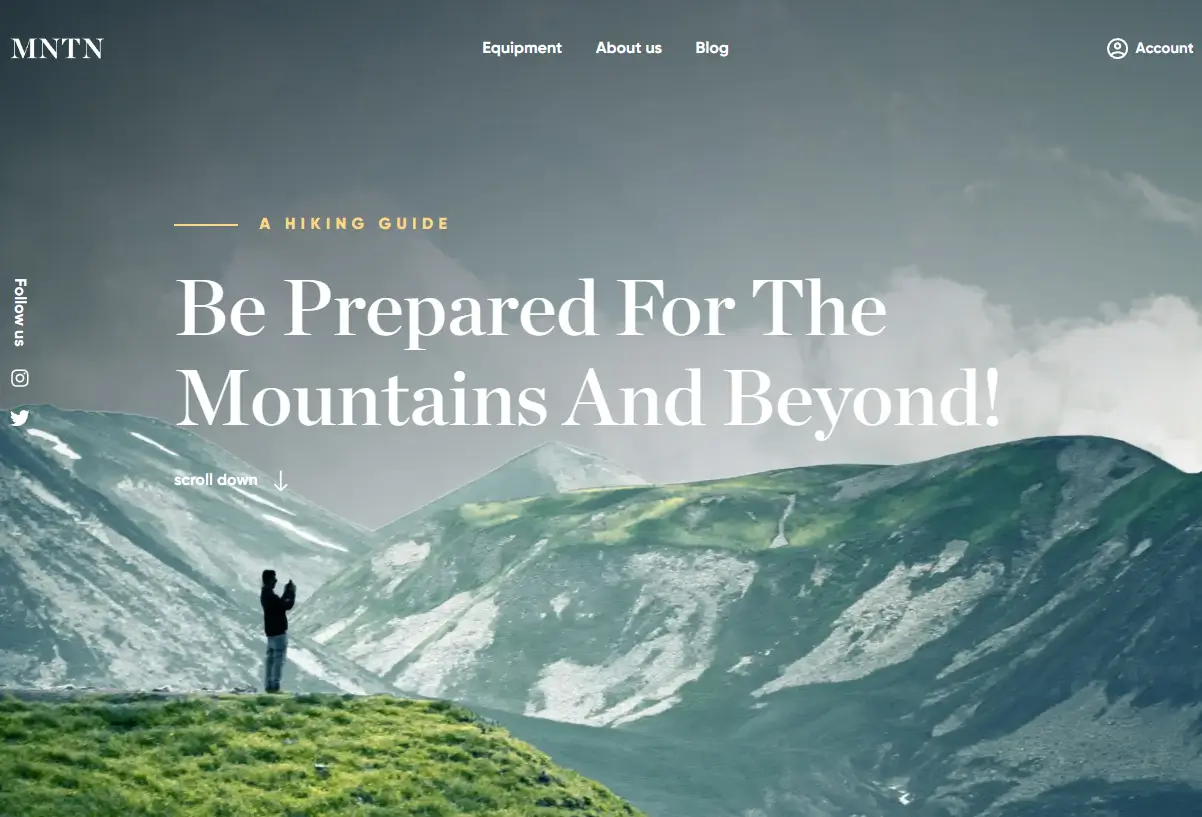 MNTN
Equipment
About us
Blog
Account
A HIKING GUIDE
Be Prepared For The
Mountains And Beyond!
Follow us
scroll down